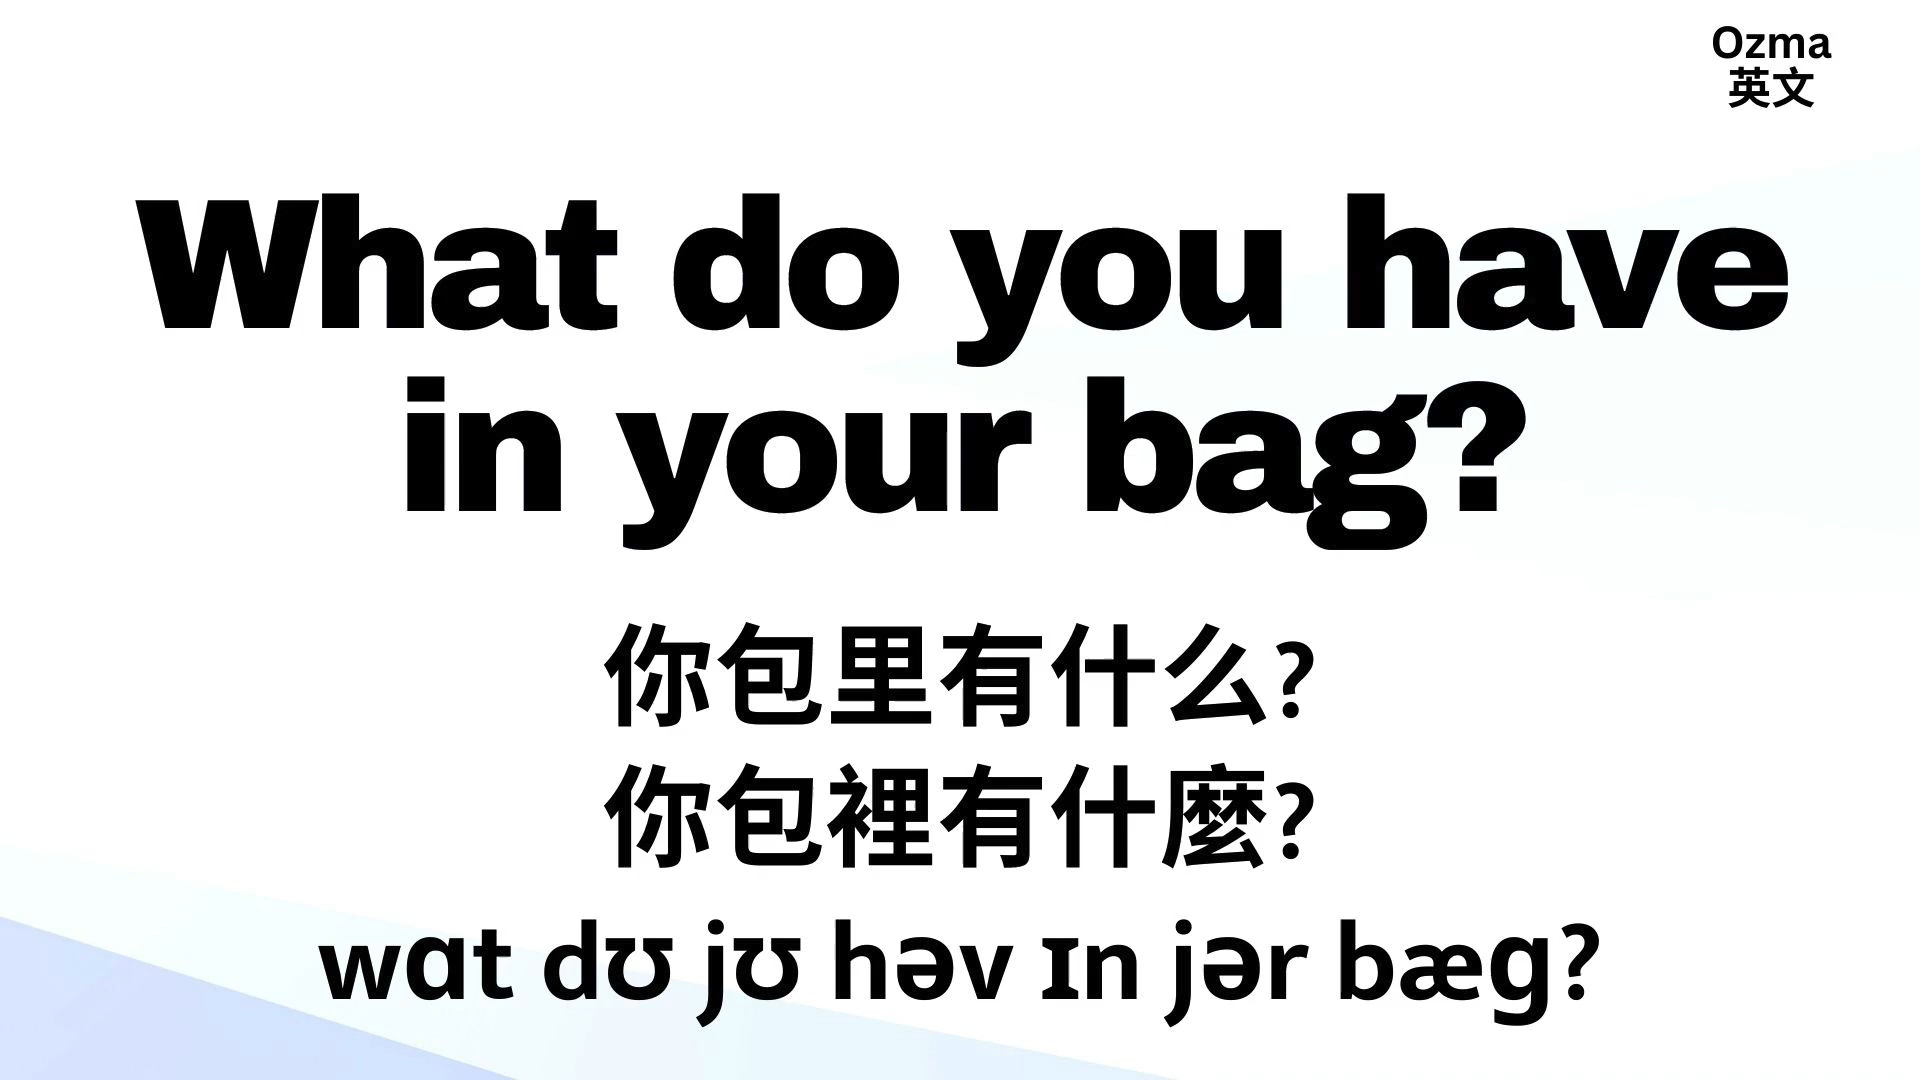 Ozma
英文
What do you have
in your bag?
你包里有什么?
你包裡有什麼?
wɑt dʊ jʊ həv ɪn jər bæɡ?